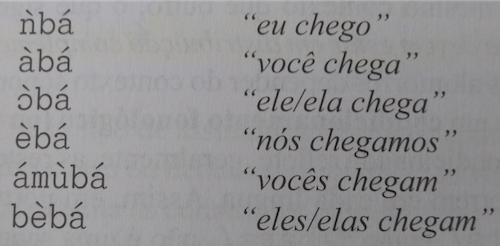 ǹbá “eu chego”
àbá “você chega”
ɔ̀bá “ele/ela chega”
èbá “nós chegamos”
ámùbá “vocês chegam”
bèbá “eles/elas chegam”